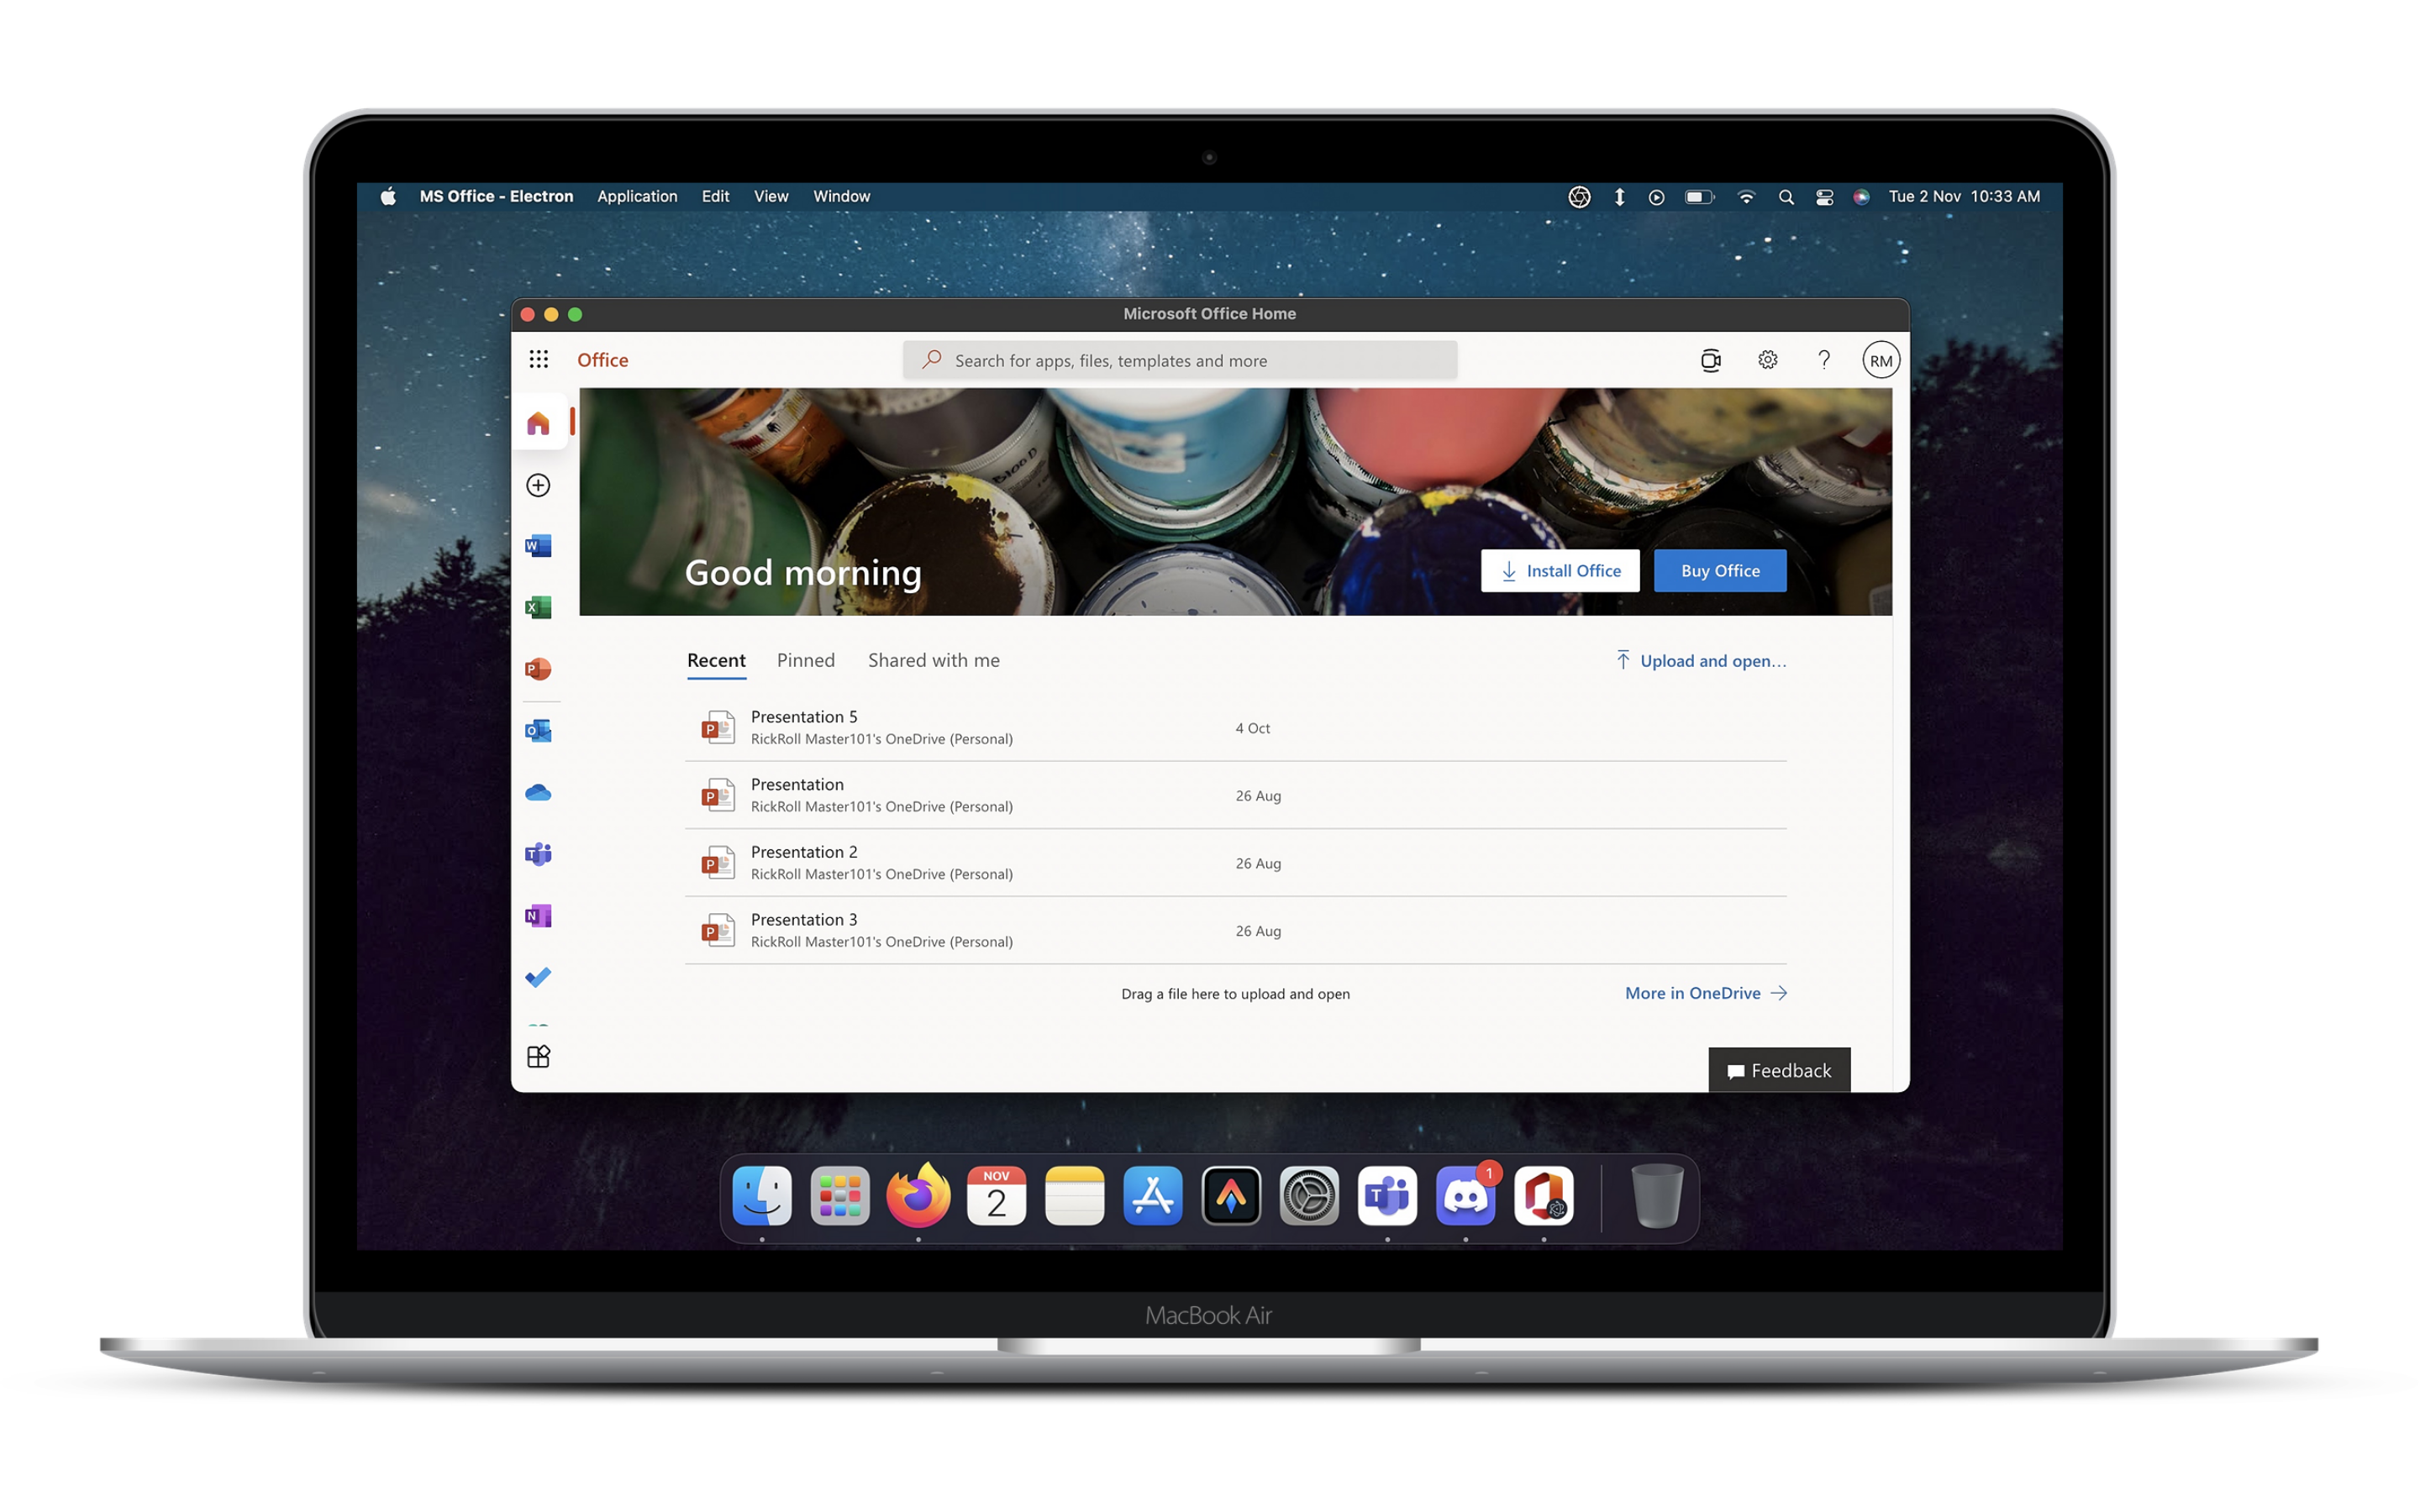 MS Office - Electron Application Edit View Window Tue 2 Nov 10:33 AM
Microsoft Office Home
Office Search for apps, files, templates and more ? RM
BlooD
Good morning Install Office Buy Office
W
X
P
O
T
N
Recent Pinned Shared with me Upload and open...
P Presentation 5
RickRoll Master101's OneDrive (Personal) 4 Oct
P Presentation
RickRoll Master101's OneDrive (Personal) 26 Aug
P Presentation 2
RickRoll Master101's OneDrive (Personal) 26 Aug
P Presentation 3
RickRoll Master101's OneDrive (Personal) 26 Aug
Drag a file here to upload and open More in OneDrive
Feedback
NOV
2 T 1
MacBook Air